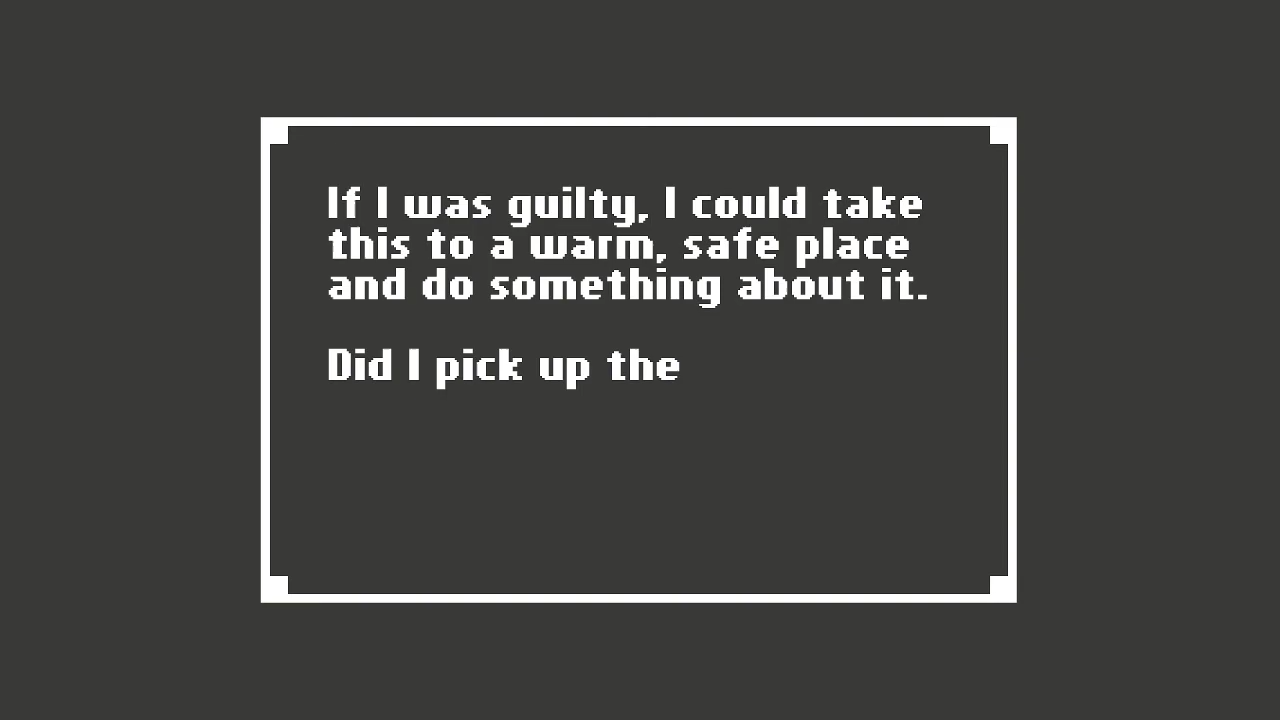 If I was guilty, I could take
this to a warm, safe place
and do something about it.
Did I pick up the